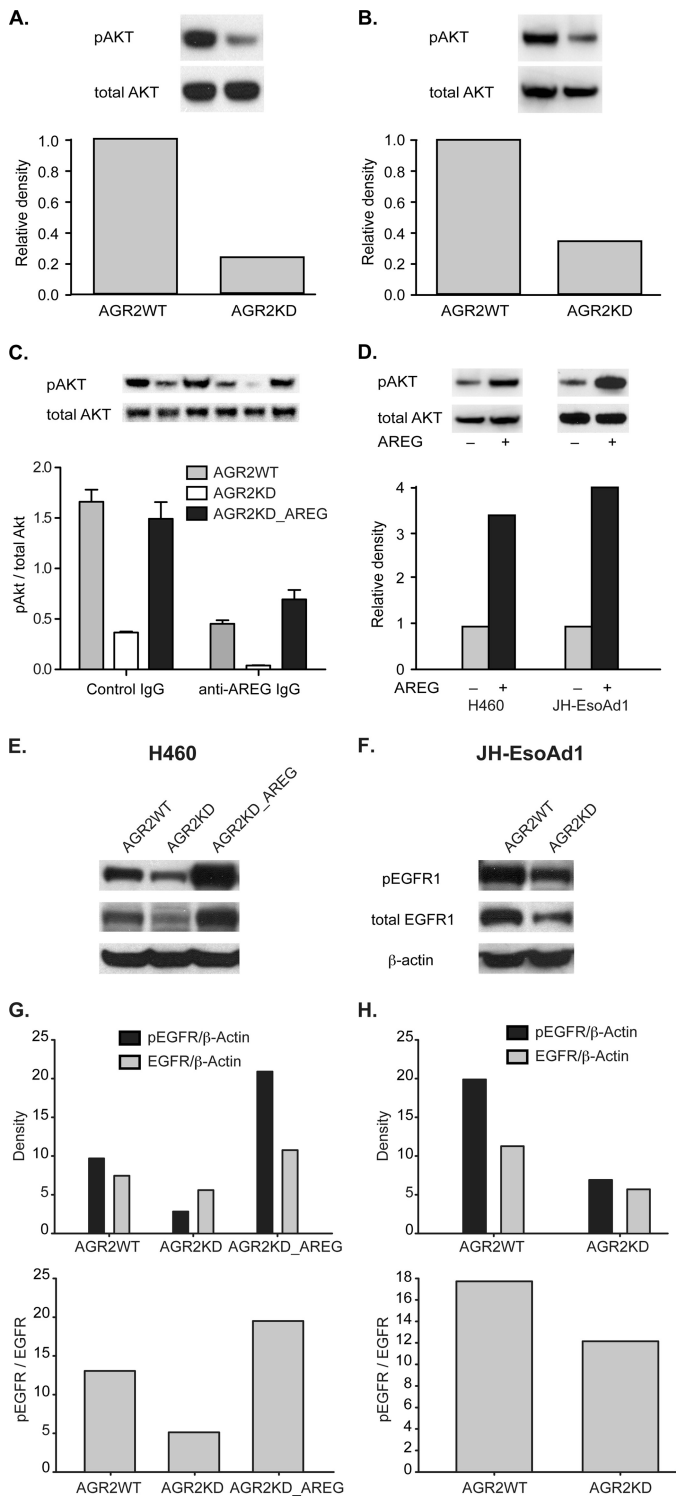 A.
pAKT
total AKT
Relative density
1.0
0.8
0.6
0.4
0.2
0.0
AGR2WT AGR2KD
B.
pAKT
total AKT
Relative density
1.0
0.8
0.6
0.4
0.2
0.0
AGR2WT AGR2KD
C.
pAKT
total AKT
AGR2WT
AGR2KD
AGR2KD_AREG
pAkt / total Akt
2.0
1.5
1.0
0.5
0.0
Control IgG anti-AREG IgG
D.
pAKT
total AKT
AREG – + – +
Relative density
4
3
2
1
0
AREG – + – +
H460 JH-EsoAd1
E.
H460
AGR2WT
AGR2KD
AGR2KD_AREG
F.
JH-EsoAd1
AGR2WT
AGR2KD
pEGFR1
total EGFR1
β-actin
G.
pEGFR/β-Actin
EGFR/β-Actin
Density
25
20
15
10
5
0
AGR2WT AGR2KD AGR2KD_AREG
pEGFR / EGFR
25
20
15
10
5
0
AGR2WT AGR2KD AGR2KD_AREG
H.
pEGFR/β-Actin
EGFR/β-Actin
Density
25
20
15
10
5
0
AGR2WT AGR2KD
pEGFR / EGFR
18
16
14
12
10
8
6
4
2
0
AGR2WT AGR2KD